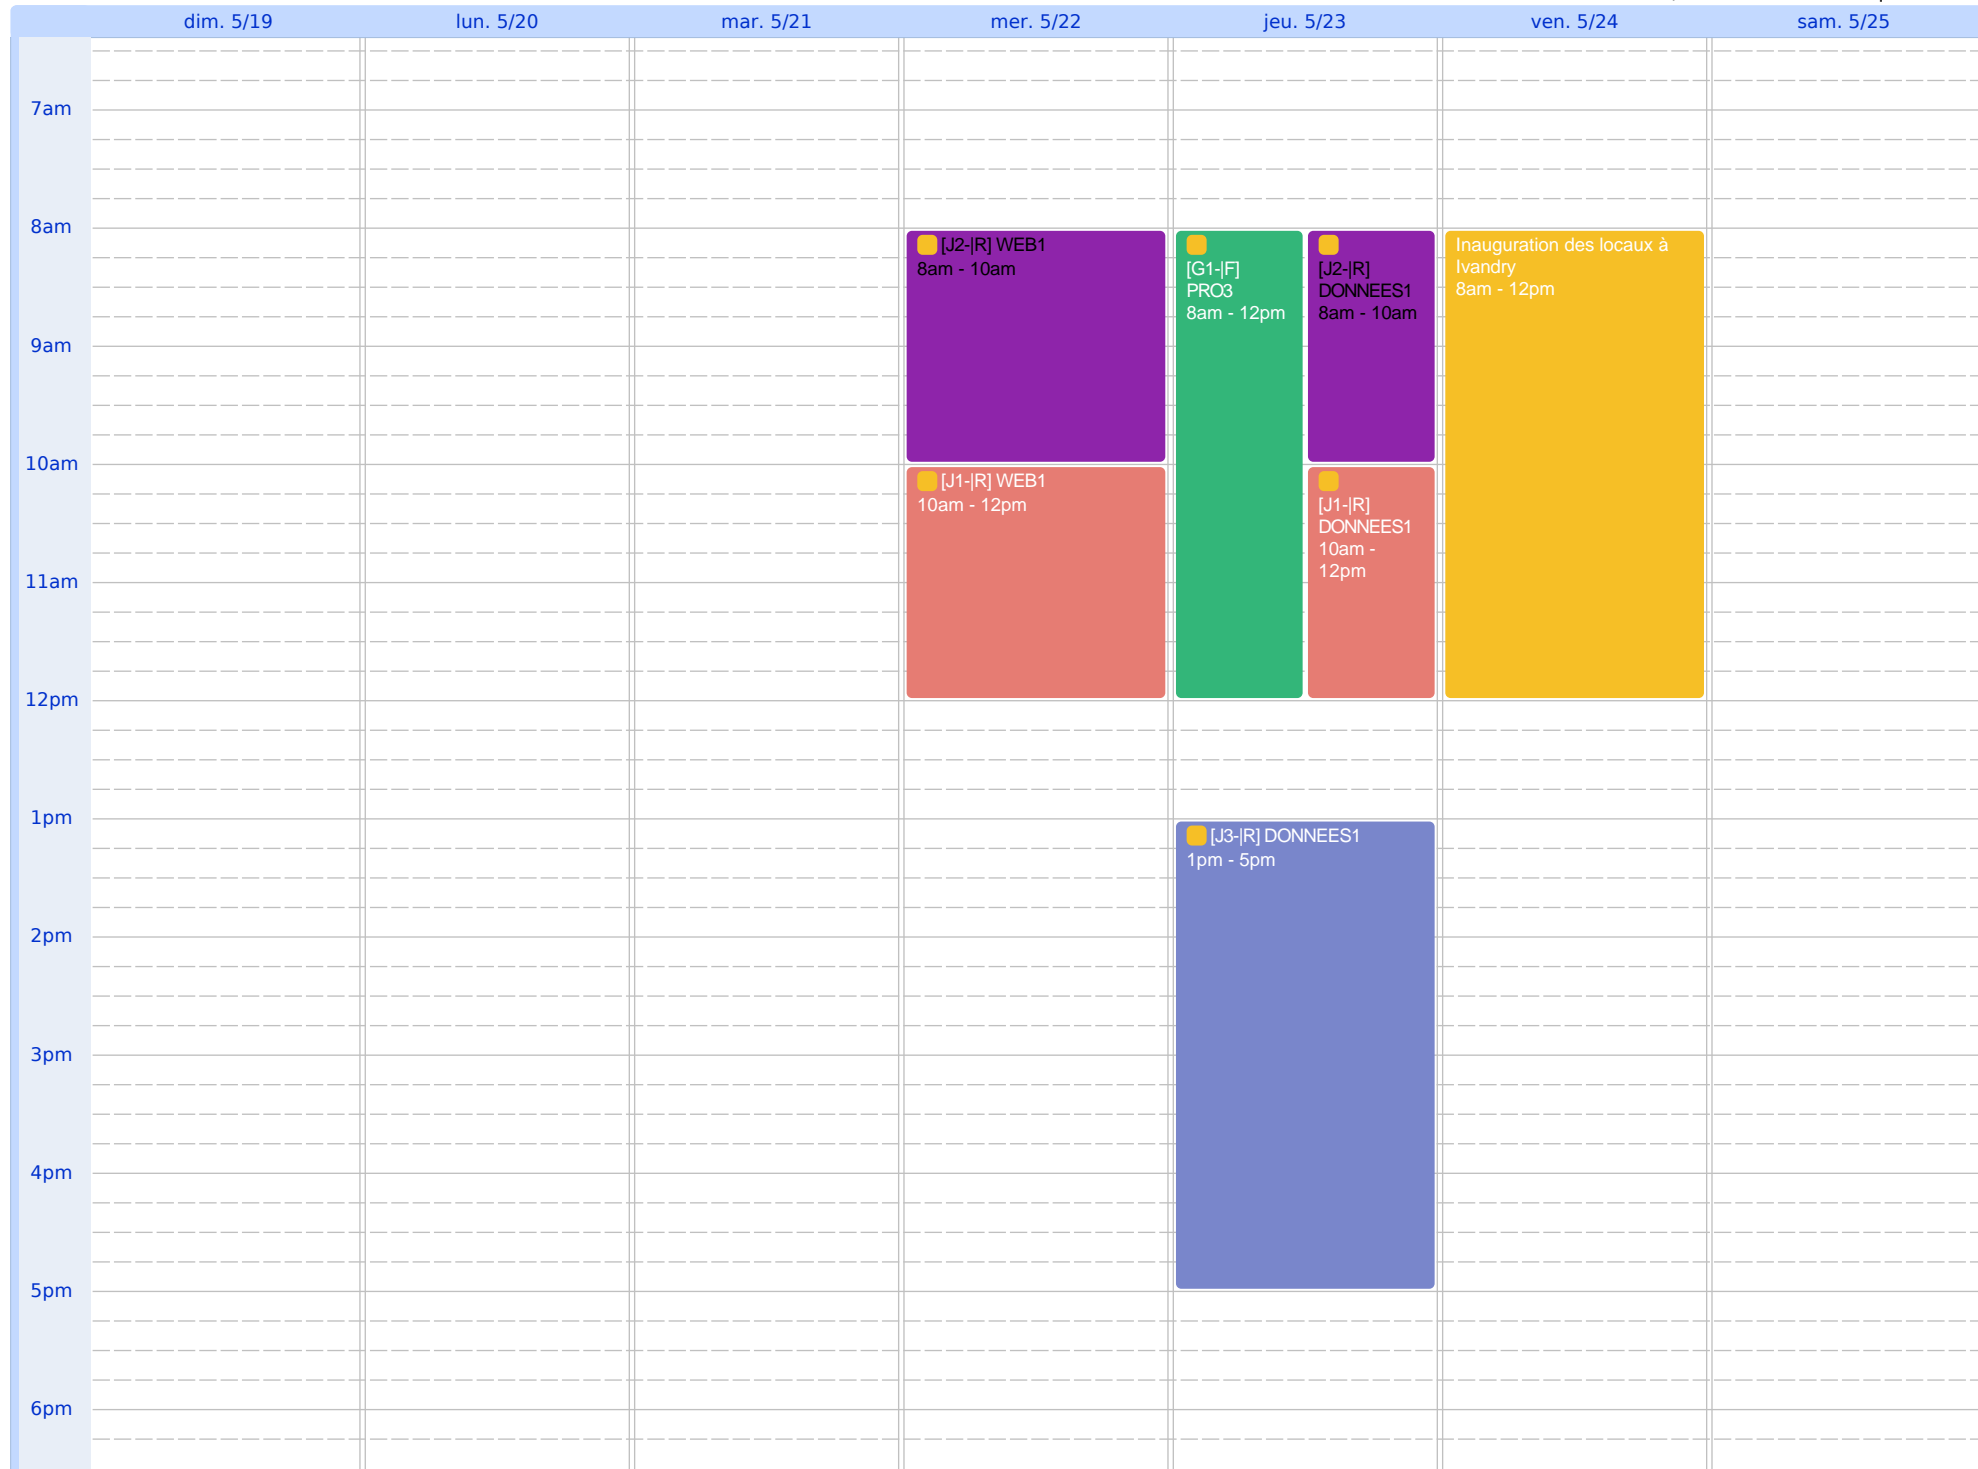 dim. 5/19
lun. 5/20
mar. 5/21
mer. 5/22
jeu. 5/23
ven. 5/24
sam. 5/25
7am
8am
9am
10am
11am
12pm
1pm
2pm
3pm
4pm
5pm
6pm
[J2-|R] WEB1
8am - 10am
[J1-|R] WEB1
10am - 12pm
[G1-|F]
PRO3
8am - 12pm
[J2-|R]
DONNEES1
8am - 10am
[J1-|R]
DONNEES1
10am -
12pm
[J3-|R] DONNEES1
1pm - 5pm
Inauguration des locaux à
Ivandry
8am - 12pm